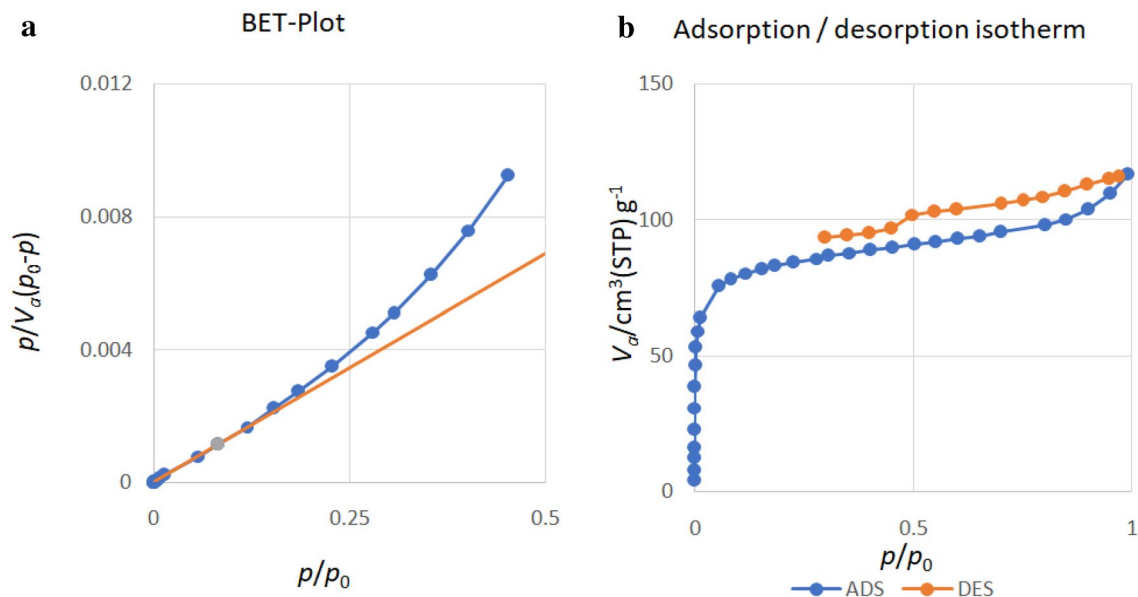 a
BET-Plot
0.012
0.008
0.004
0
0
0.25
0.5
p/Va(p0-p)
p/p0
b
Adsorption / desorption isotherm
150
100
50
0
0
0.5
1
Va/cm³(STP) g⁻¹
p/p0
ADS
DES